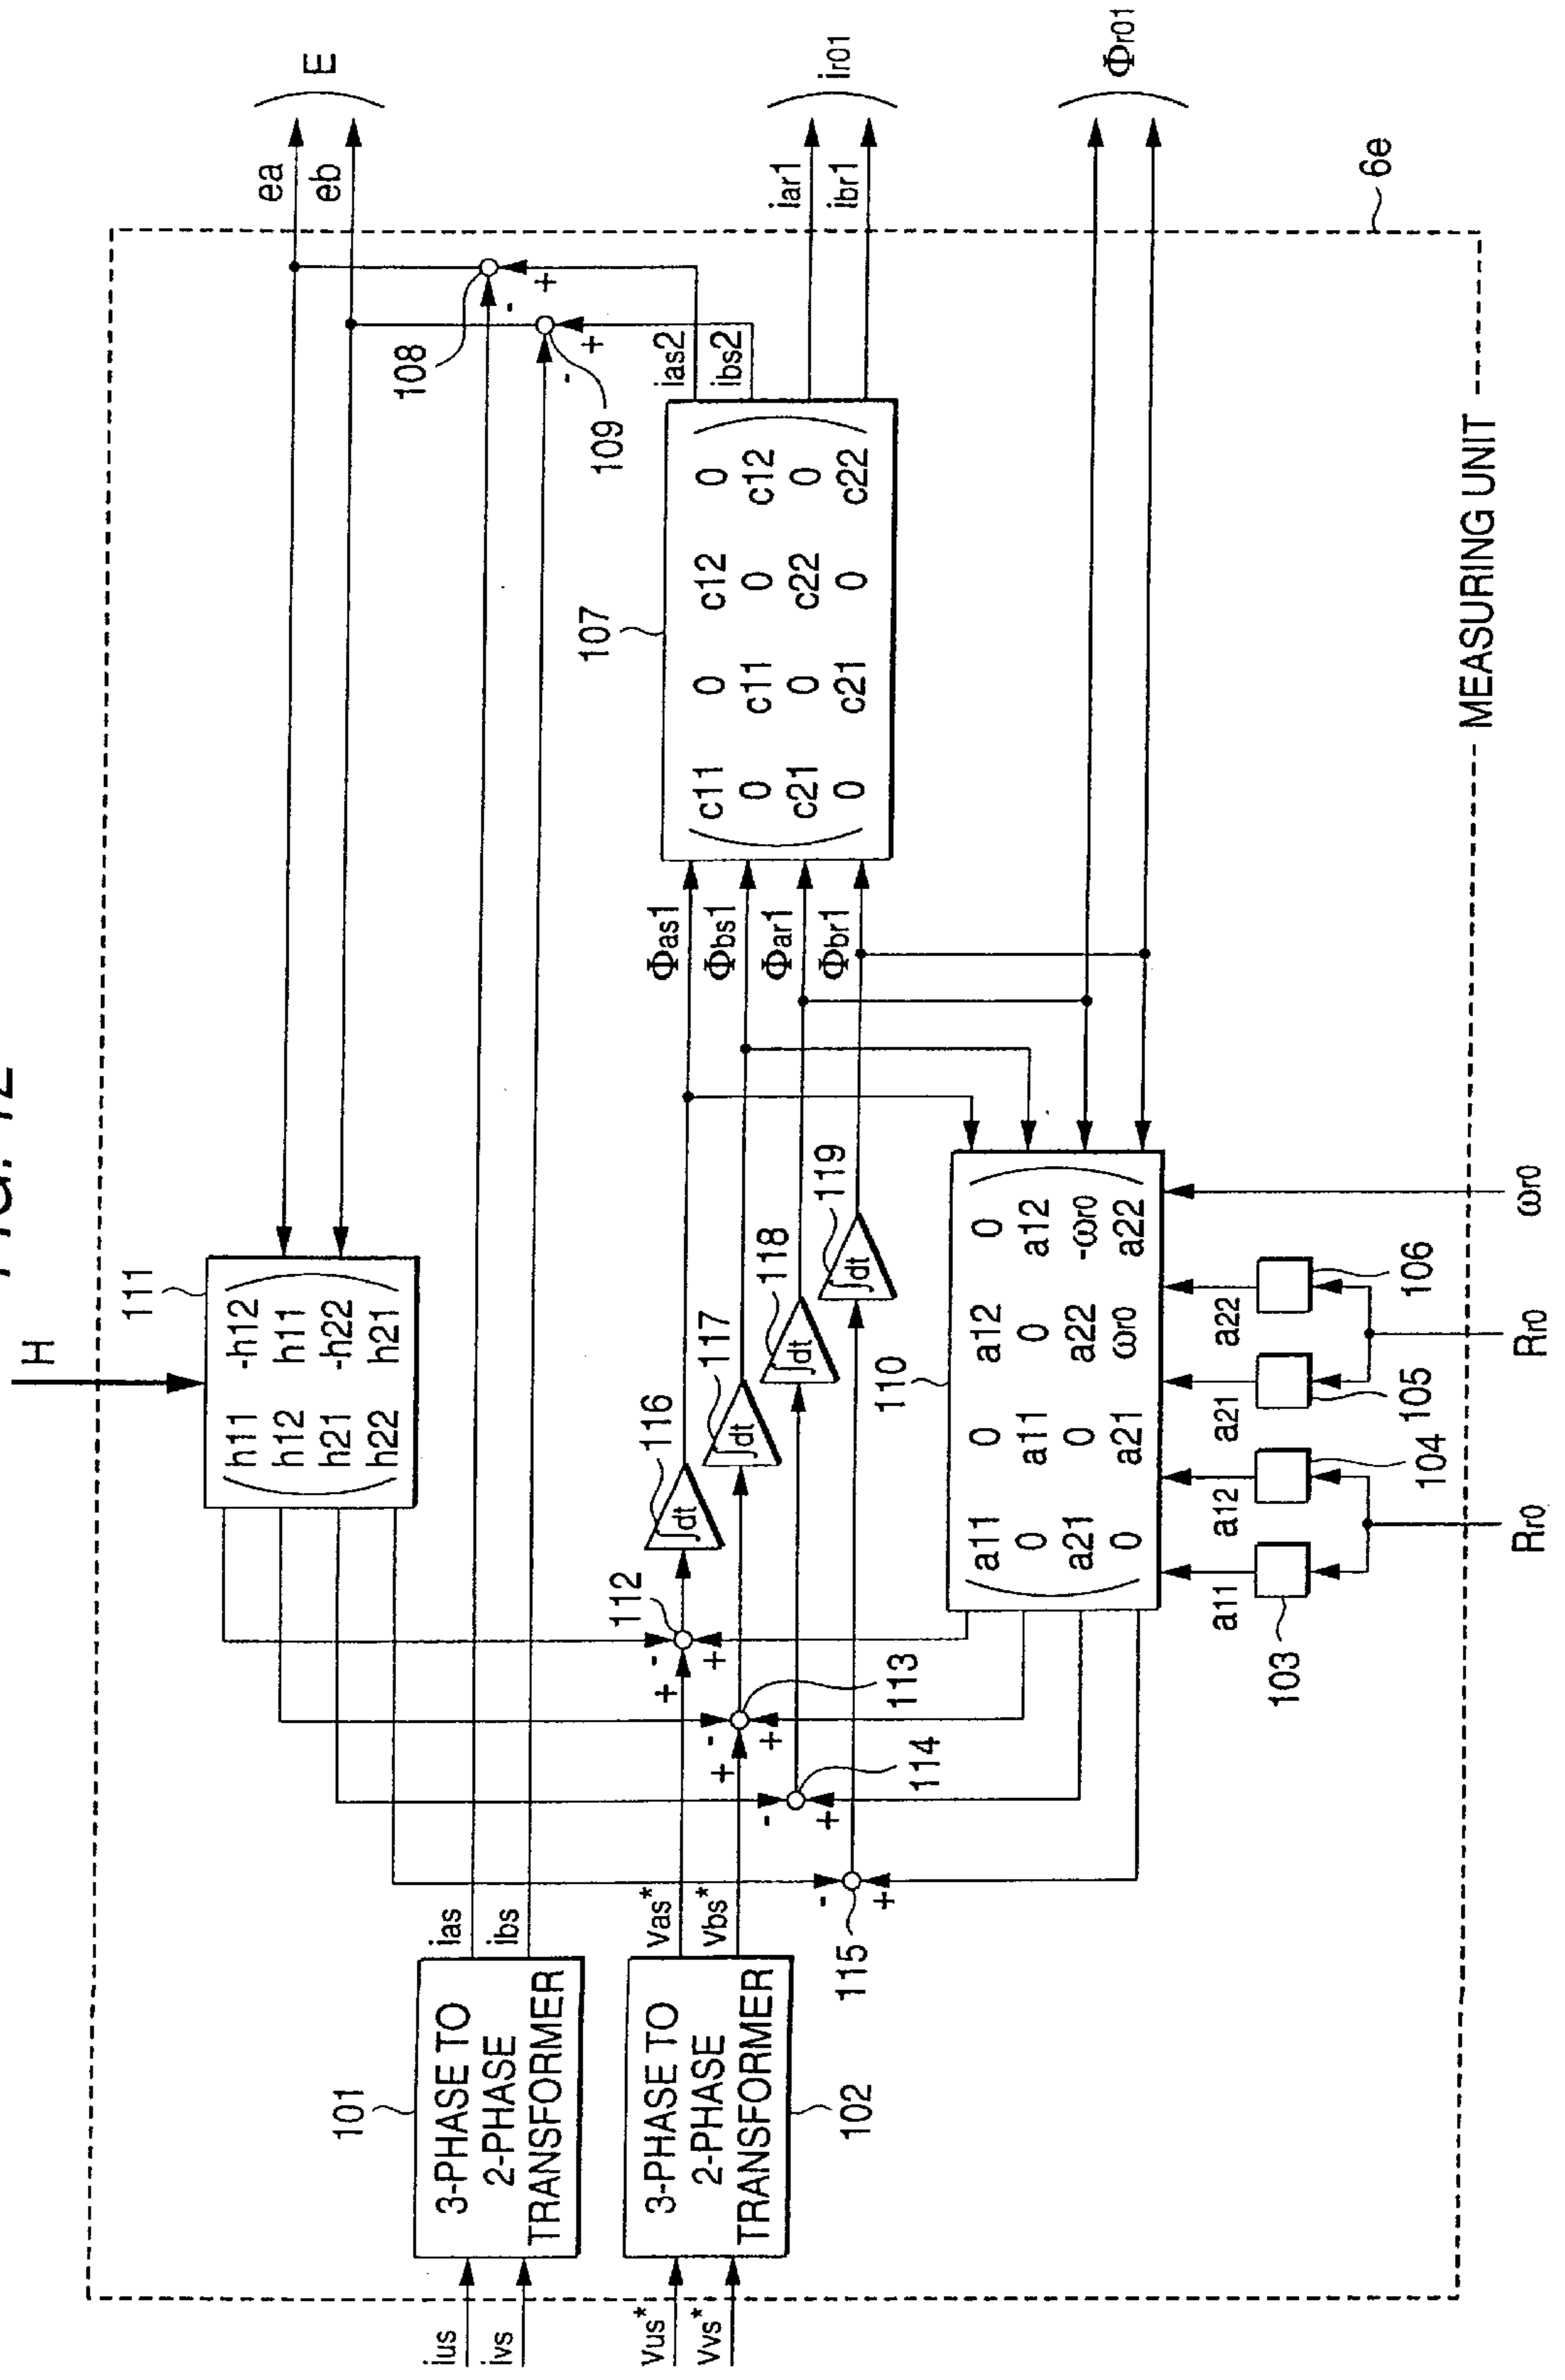 FIG. 12
H
111
h11 -h12
h12 h11
h21 -h22
h22 h21
ea
eb
E
101
3-PHASE TO
2-PHASE
TRANSFORMER
ius
ivs
ias
ibs
108
109
-
+
-
+
102
3-PHASE TO
2-PHASE
TRANSFORMER
Vus*
Vvs*
vas*
vbs*
112
+
-
+
113
+
-
+
114
-
+
115
-
+
116
∫dt
117
∫dt
118
∫dt
119
∫dt
Φas1
Φbs1
Φar1
Φbr1
107
c11 0 c12 0
0 c11 0 c12
c21 0 c22 0
0 c21 0 c22
ias2
ibs2
iar1
ibr1
ir01
Φr01
110
a11 0 a12 0
0 a11 0 a12
a21 0 a22 -ωr0
0 a21 ωr0 a22
a11
a12
a21
a22
103
104
105
106
Rr0
Rr0
ωr0
MEASURING UNIT
6e